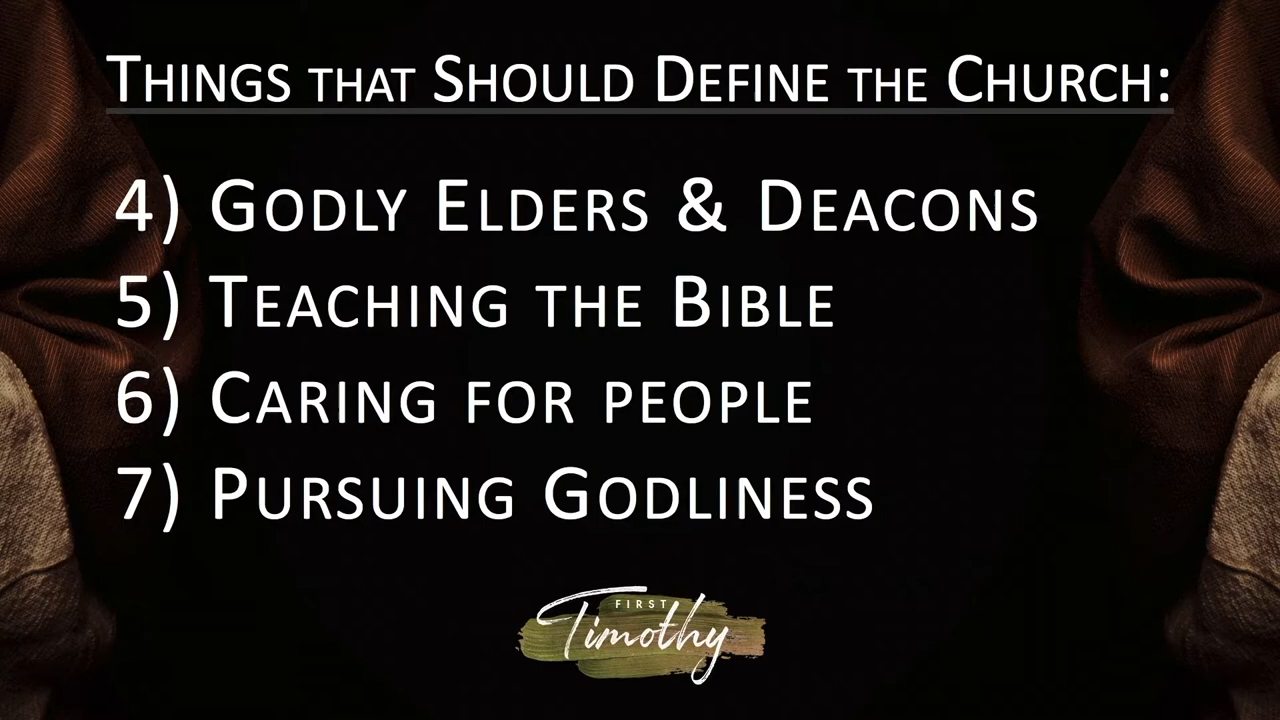 Things that Should Define the Church:
4) Godly Elders & Deacons
5) Teaching the Bible
6) Caring for people
7) Pursuing Godliness
FIRST
Timothy